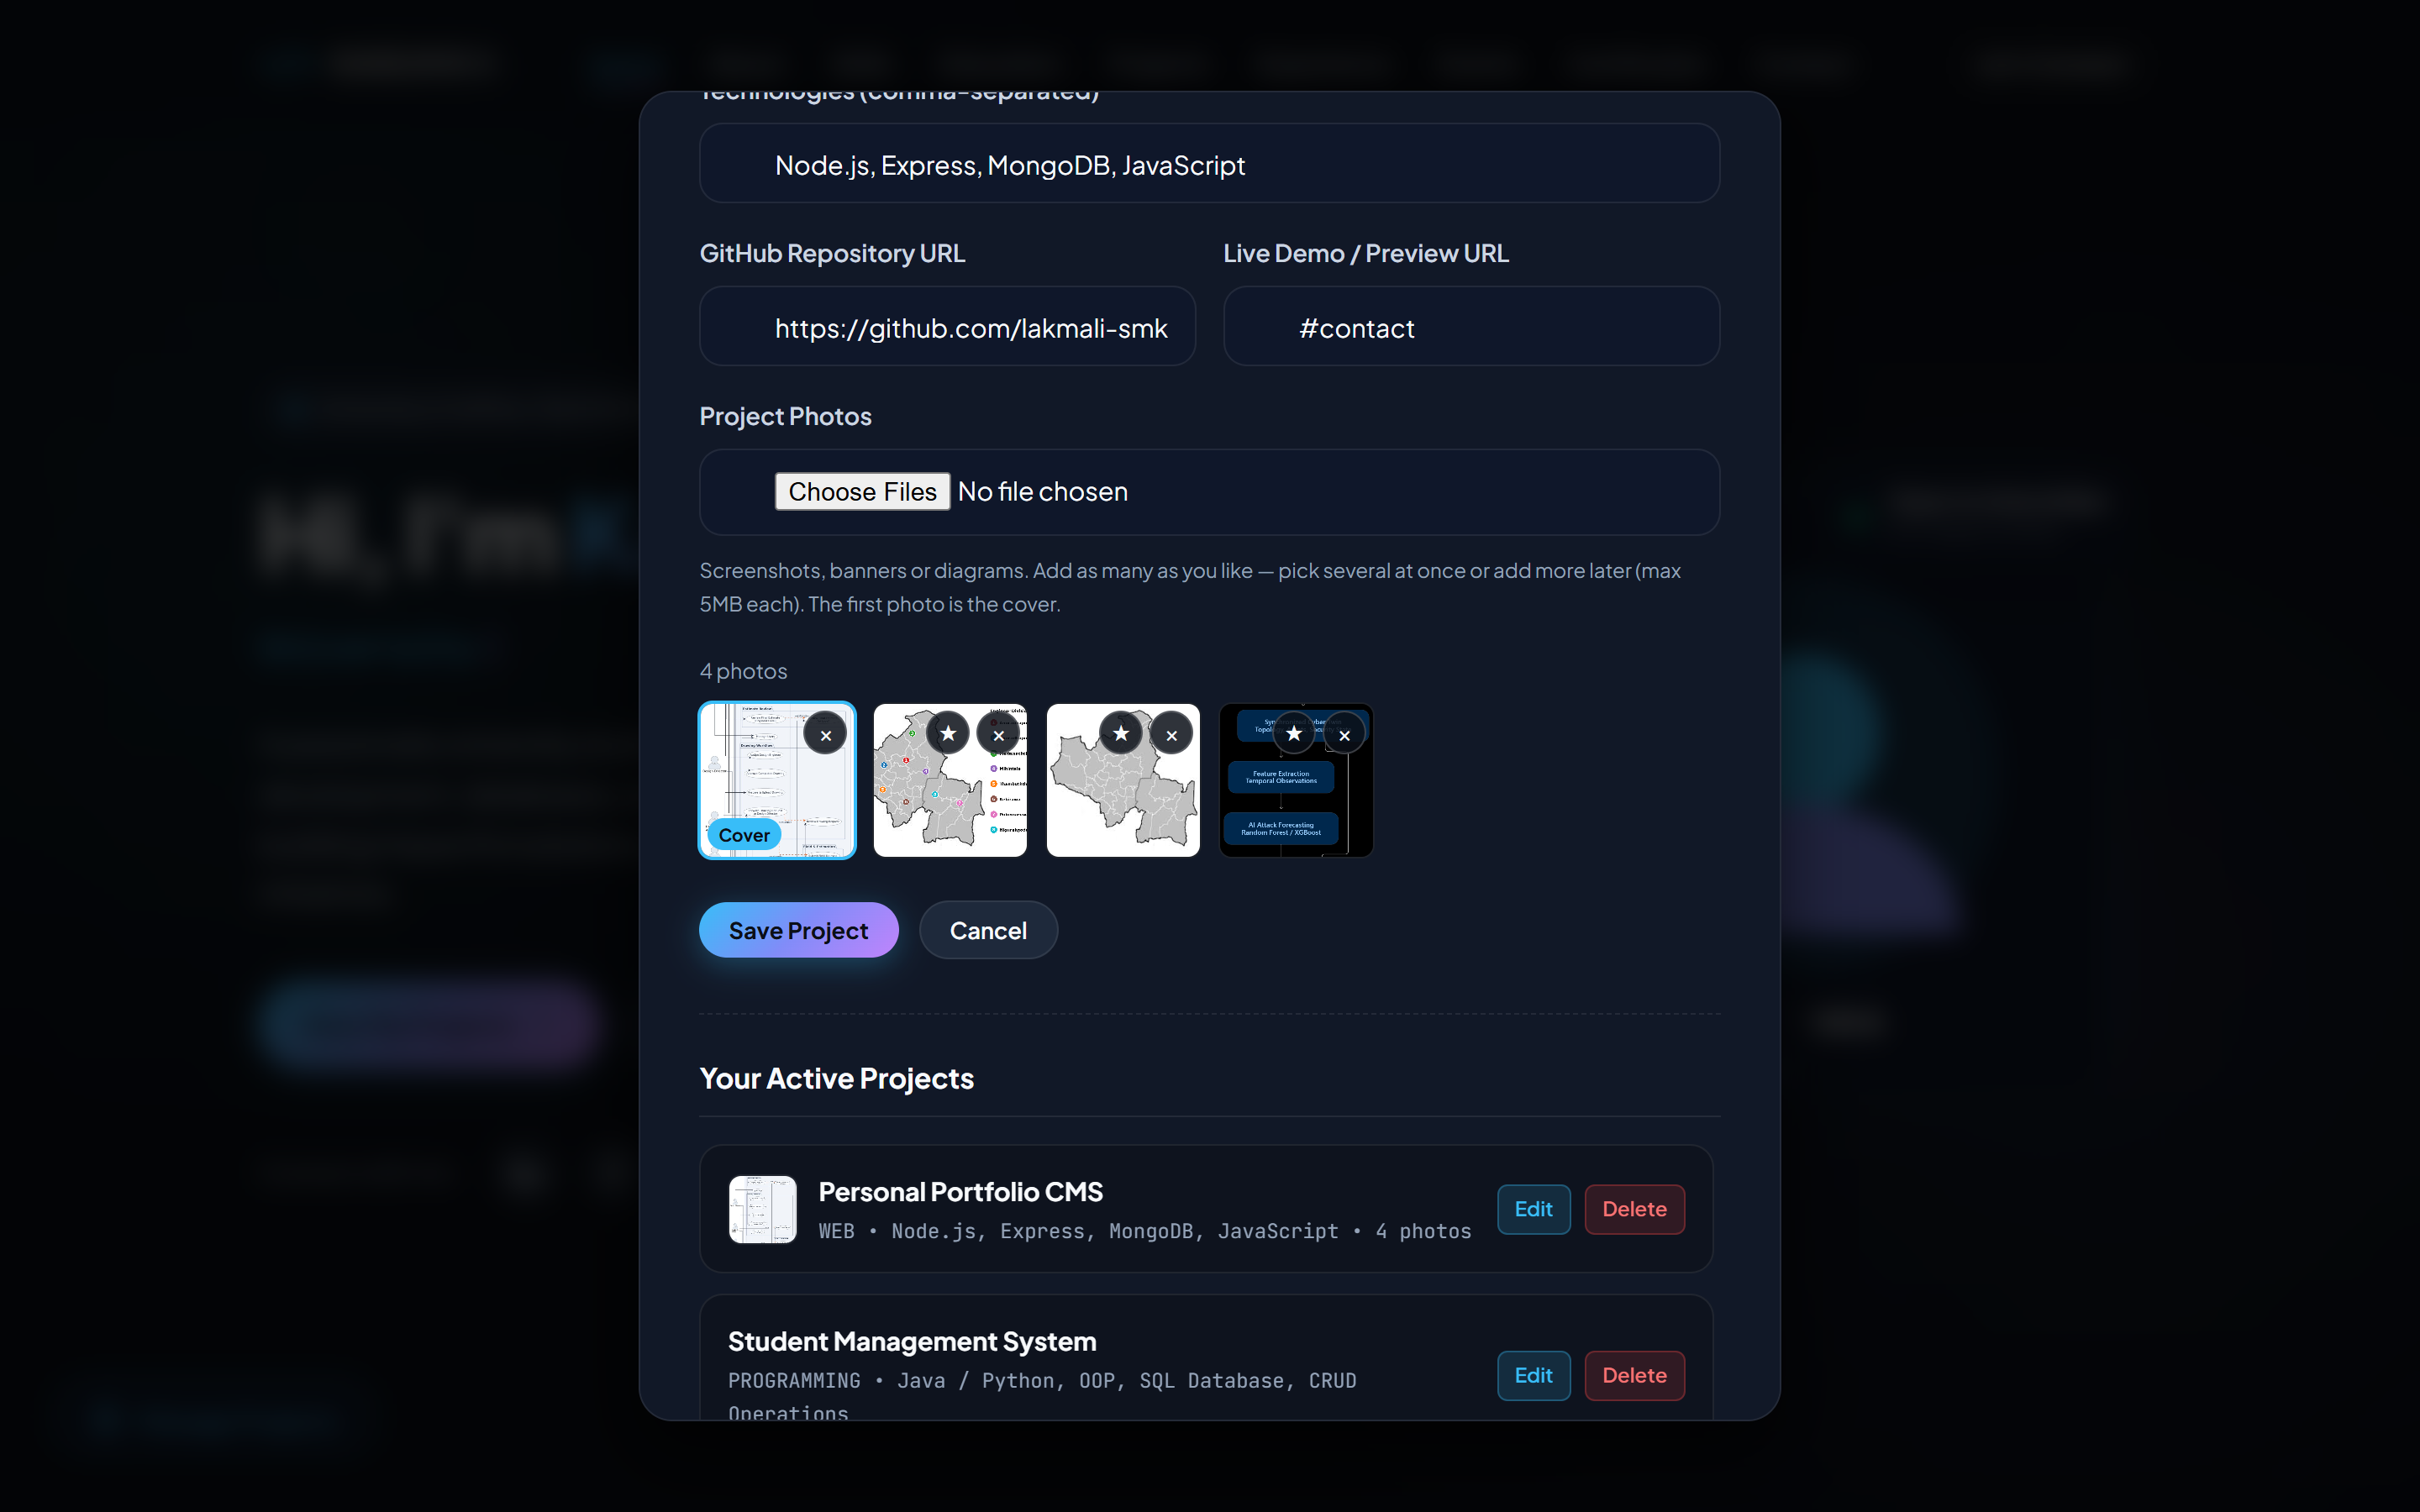 Technologies (comma-separated)
Node.js, Express, MongoDB, JavaScript
GitHub Repository URL
Live Demo / Preview URL
https://github.com/lakmali-smk
#contact
Project Photos
Choose Files No file chosen
Screenshots, banners or diagrams. Add as many as you like — pick several at once or add more later (max
5MB each). The first photo is the cover.
4 photos
Cover
Feature Extraction
Temporal Observations
AI Attack Forecasting
Random Forest / XGBoost
Save Project
Cancel
Your Active Projects
Personal Portfolio CMS
WEB • Node.js, Express, MongoDB, JavaScript • 4 photos
Edit
Delete
Student Management System
PROGRAMMING • Java / Python, OOP, SQL Database, CRUD
Operations
Edit
Delete
Hi, I'm